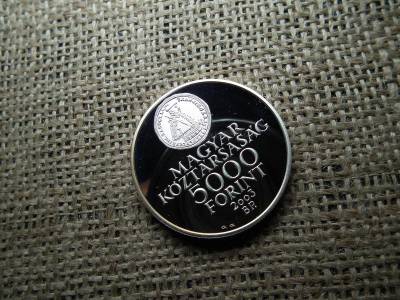 MAGYAR
KÖZTÁRSASÁG
5000
FORINT
2003
BP.